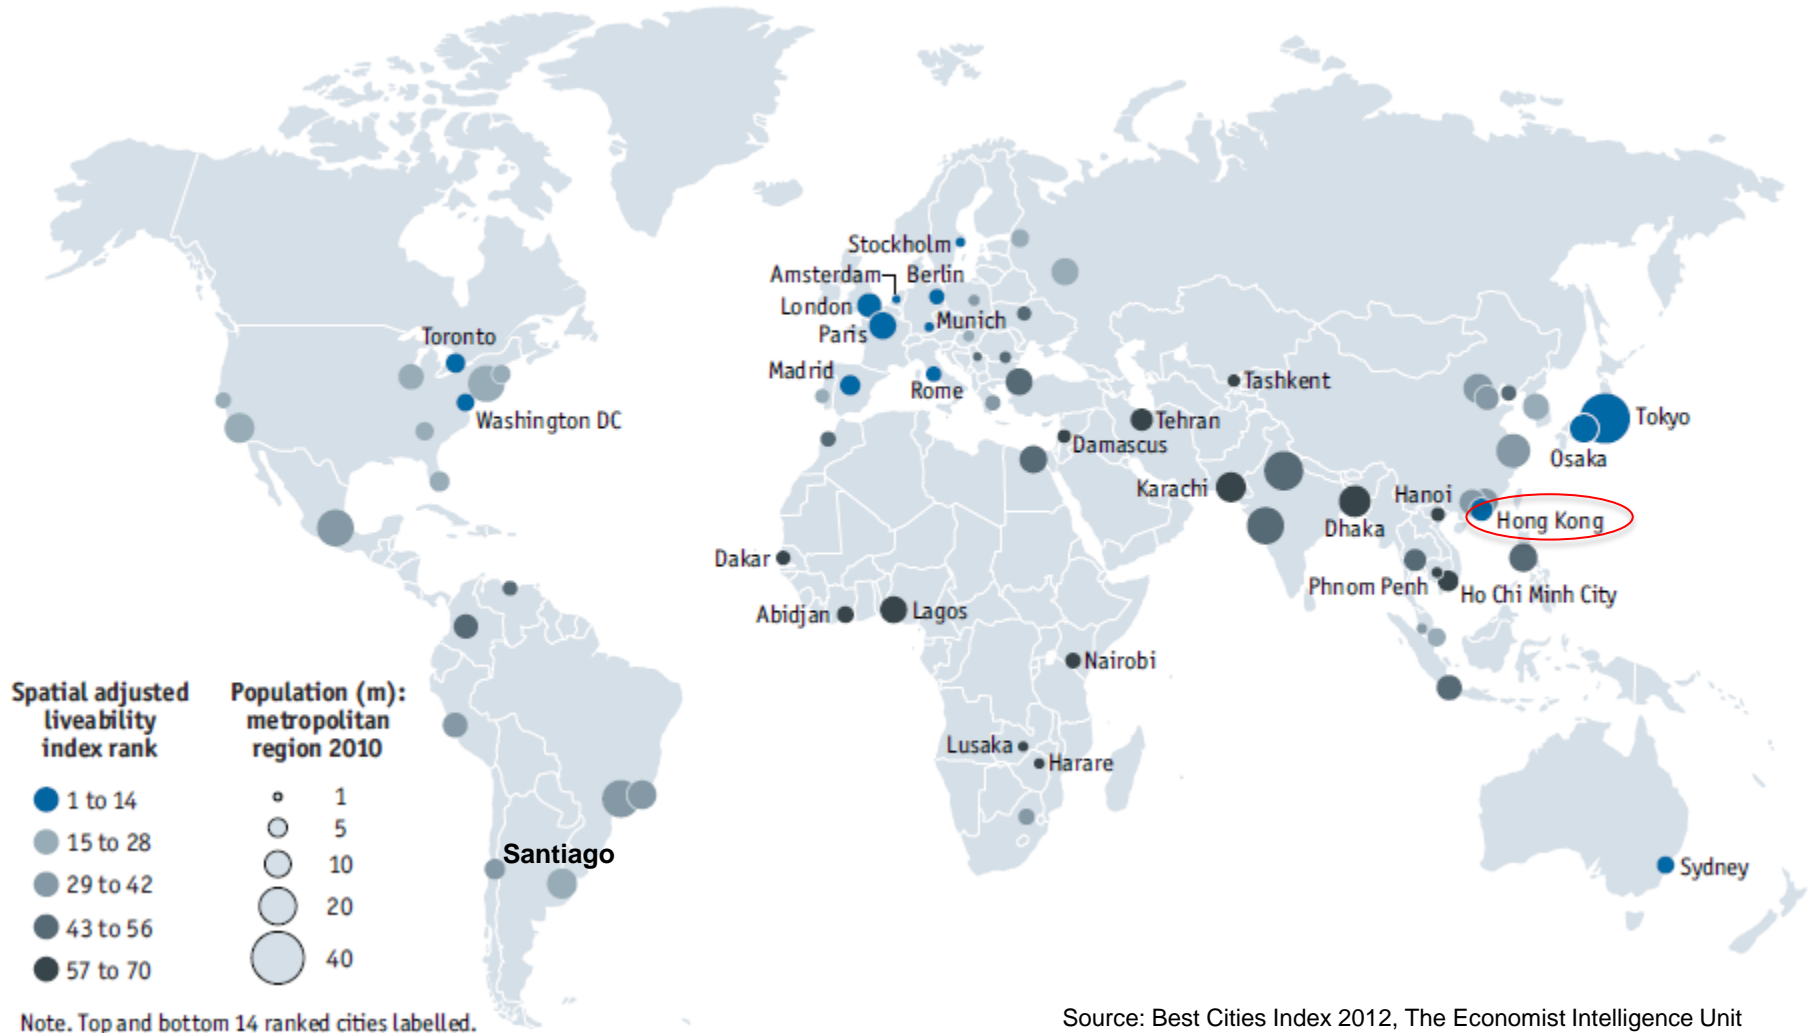 Stockholm
Amsterdam
Berlin
London
Paris
Munich
Toronto
Madrid
Rome
Washington DC
Tashkent
Tehran
Damascus
Tokyo
Osaka
Karachi
Hanoi
Hong Kong
Dhaka
Dakar
Phnom Penh
Ho Chi Minh City
Abidjan
Lagos
Nairobi
Lusaka
Harare
Santiago
Sydney
Spatial adjusted
liveability
index rank
1 to 14
15 to 28
29 to 42
43 to 56
57 to 70
Population (m):
metropolitan
region 2010
1
5
10
20
40
Note. Top and bottom 14 ranked cities labelled.
Source: Best Cities Index 2012, The Economist Intelligence Unit